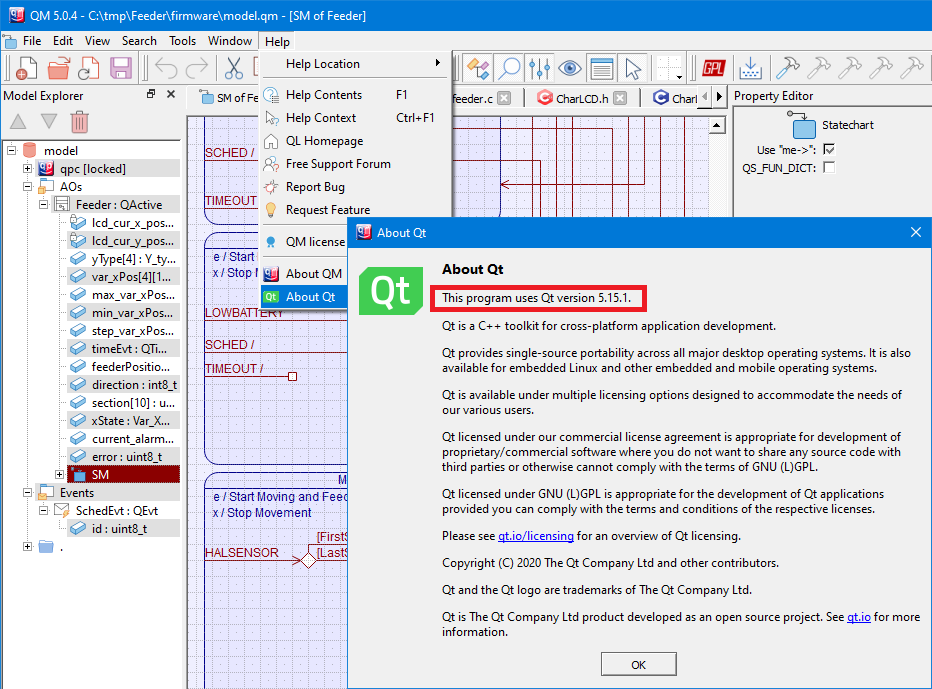 QM 5.0.4 - C:\tmp\Feeder\firmware\model.qm - [SM of Feeder]
File Edit View Search Tools Window Help
GPL
Help Location
Help Contents F1
Help Context Ctrl+F1
QL Homepage
Free Support Forum
Report Bug
Request Feature
QM license
About QM
Qt About Qt
Model Explorer
model
qpc [locked]
AOs
Feeder : QActive
lcd_cur_x_pos...
lcd_cur_y_pos...
yType[4] : Y_ty...
var_xPos[4][1...
max_var_xPos...
min_var_xPos...
step_var_xPos...
timeEvt : QTi...
feederPositio...
direction : int8_t
section[10] : u...
xState : Var_X...
current_alarm...
error : uint8_t
SM
Events
SchedEvt : QEvt
id : uint8_t
.
SM of Fe
feeder.c
CharLCD.h
Charl
SCHED /
TIMEOUT
e / Start
x / Stop
LOWBATTERY
SCHED /
TIMEOUT /
M
e / Start Moving and Feed
x / Stop Movement
[First
HALSENSOR
[Last
Property Editor
Statechart
Use "me->":
QS_FUN_DICT:
About Qt
Qt
About Qt
This program uses Qt version 5.15.1.
Qt is a C++ toolkit for cross-platform application development.
Qt provides single-source portability across all major desktop operating systems. It is also
available for embedded Linux and other embedded and mobile operating systems.
Qt is available under multiple licensing options designed to accommodate the needs of
our various users.
Qt licensed under our commercial license agreement is appropriate for development of
proprietary/commercial software where you do not want to share any source code with
third parties or otherwise cannot comply with the terms of GNU (L)GPL.
Qt licensed under GNU (L)GPL is appropriate for the development of Qt applications
provided you can comply with the terms and conditions of the respective licenses.
Please see qt.io/licensing for an overview of Qt licensing.
Copyright (C) 2020 The Qt Company Ltd and other contributors.
Qt and the Qt logo are trademarks of The Qt Company Ltd.
Qt is The Qt Company Ltd product developed as an open source project. See qt.io for more
information.
OK